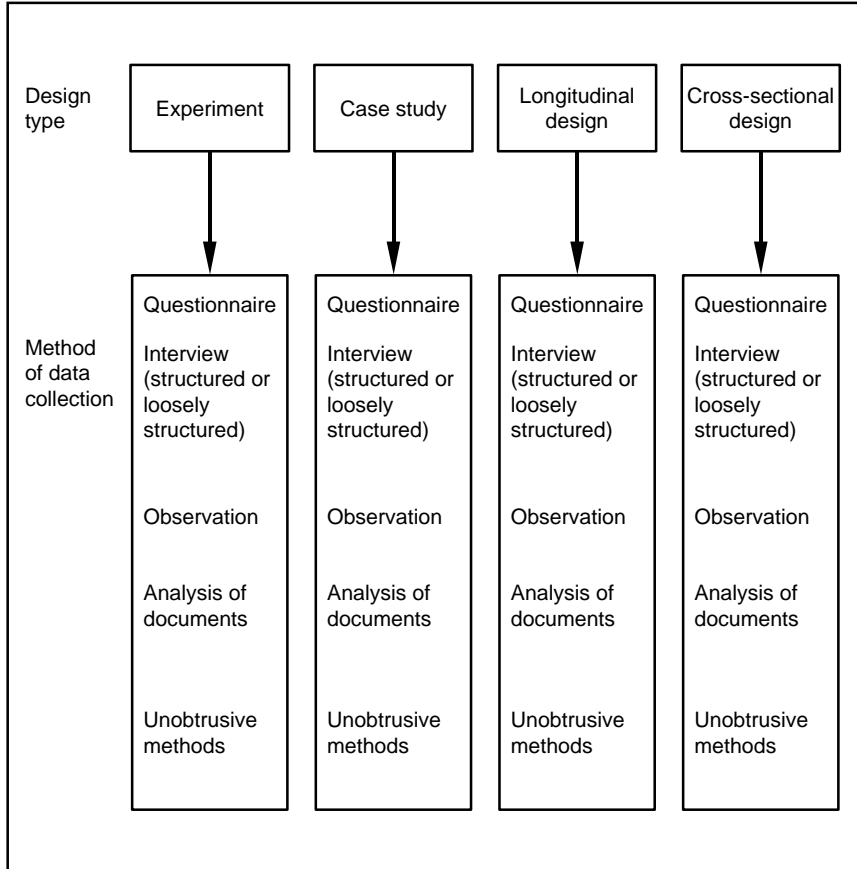 Design
type
Experiment
Case study
Longitudinal
design
Cross-sectional
design
Method
of data
collection
Questionnaire
Interview
(structured or
loosely
structured)
Observation
Analysis of
documents
Unobtrusive
methods
Questionnaire
Interview
(structured or
loosely
structured)
Observation
Analysis of
documents
Unobtrusive
methods
Questionnaire
Interview
(structured or
loosely
structured)
Observation
Analysis of
documents
Unobtrusive
methods
Questionnaire
Interview
(structured or
loosely
structured)
Observation
Analysis of
documents
Unobtrusive
methods